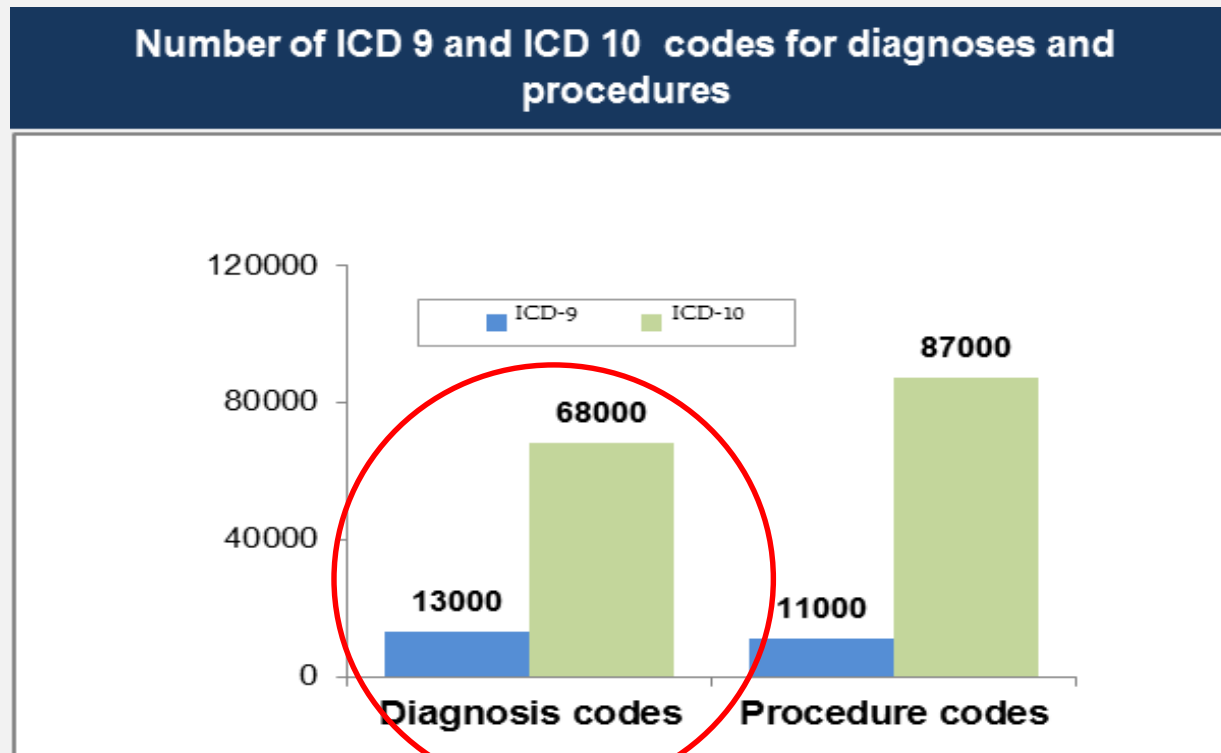 Number of ICD 9 and ICD 10 codes for diagnoses and
procedures
120000
ICD-9 ICD-10
87000
80000
68000
40000
13000
11000
0
Diagnosis codes Procedure codes